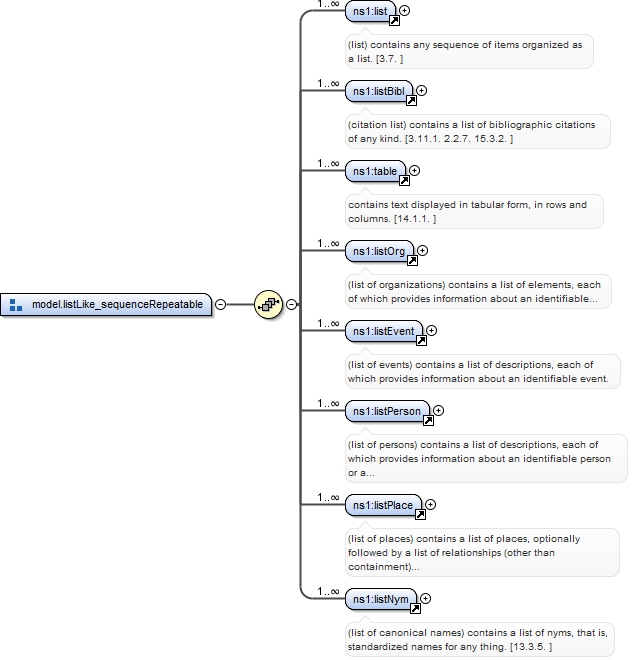 1..∞
ns1:list
(list) contains any sequence of items organized as
a list. [3.7. ]
1..∞
ns1:listBibl
(citation list) contains a list of bibliographic citations
of any kind. [3.11.1. 2.2.7. 15.3.2. ]
1..∞
ns1:table
contains text displayed in tabular form, in rows and
columns. [14.1.1. ]
1..∞
ns1:listOrg
(list of organizations) contains a list of elements, each
of which provides information about an identifiable...
model.listLike_sequenceRepeatable
1..∞
ns1:listEvent
(list of events) contains a list of descriptions, each of
which provides information about an identifiable event.
1..∞
ns1:listPerson
(list of persons) contains a list of descriptions, each of
which provides information about an identifiable person
or a...
1..∞
ns1:listPlace
(list of places) contains a list of places, optionally
followed by a list of relationships (other than
containment)...
1..∞
ns1:listNym
(list of canonical names) contains a list of nyms, that is,
standardized names for any thing. [13.3.5. ]